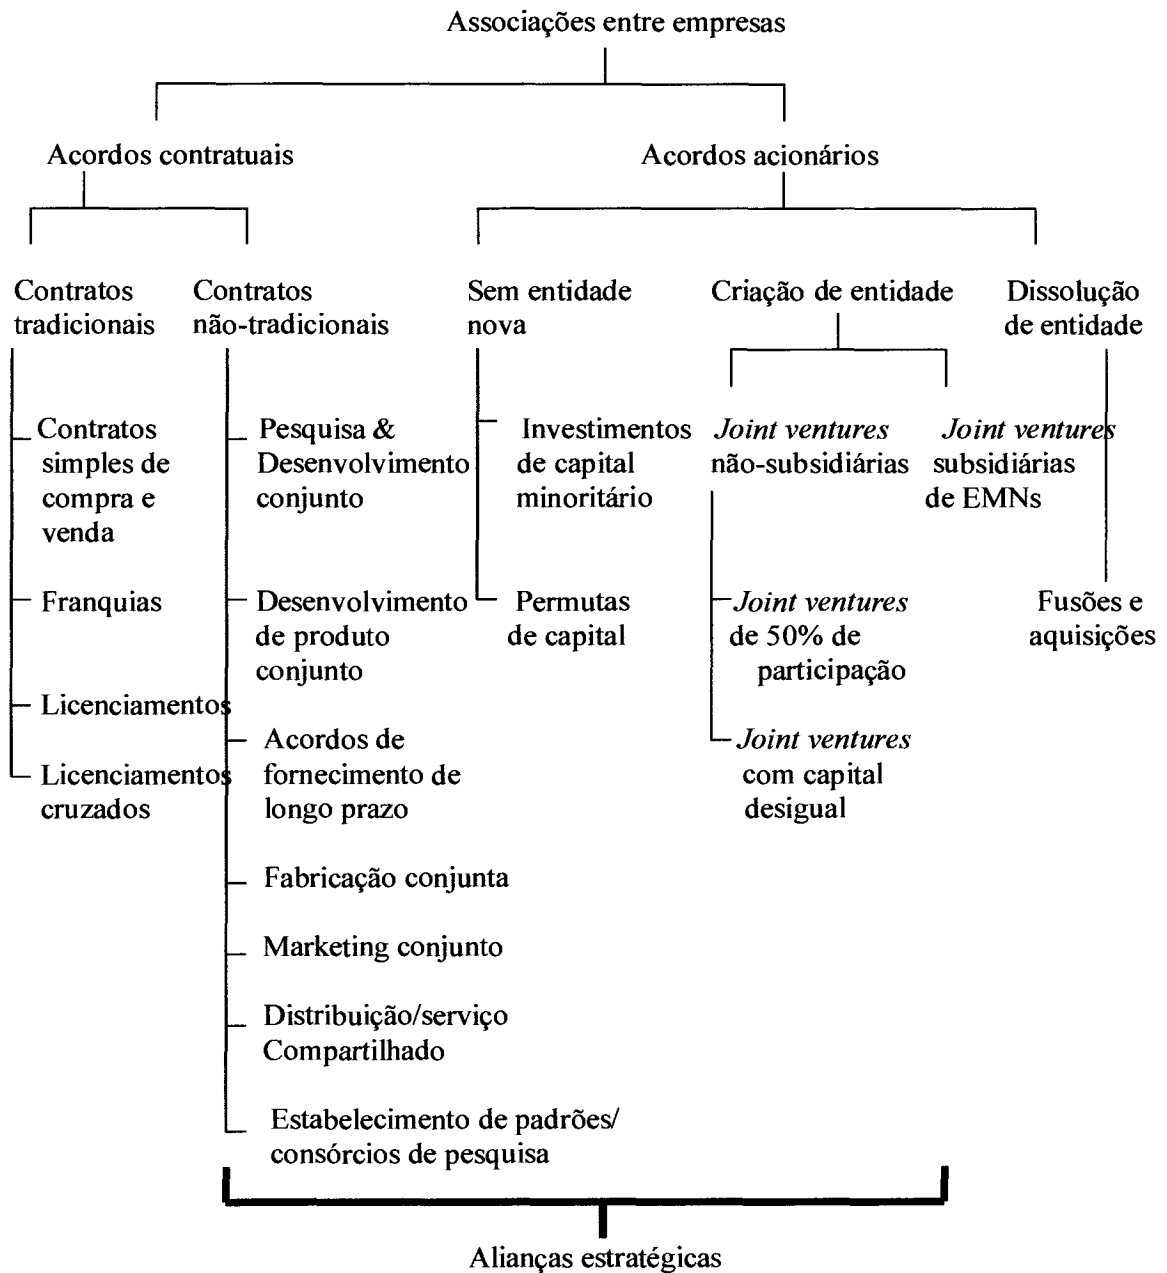 Associações entre empresas
Acordos contratuais
Acordos acionários
Contratos
tradicionais
Contratos
não-tradicionais
Sem entidade
nova
Criação de entidade
Dissolução
de entidade
Contratos
simples de
compra e
venda
Franquias
Licenciamentos
Licenciamentos
cruzados
Pesquisa &
Desenvolvimento
conjunto
Desenvolvimento
de produto
conjunto
Acordos de
fornecimento de
longo prazo
Fabricação conjunta
Marketing conjunto
Distribuição/serviço
Compartilhado
Estabelecimento de padrões/
consórcios de pesquisa
Investimentos
de capital
minoritário
Permutas
de capital
Joint ventures
não-subsidiárias
Joint ventures
de 50% de
participação
Joint ventures
com capital
desigual
Joint ventures
subsidiárias
de EMNs
Fusões e
aquisições
Alianças estratégicas